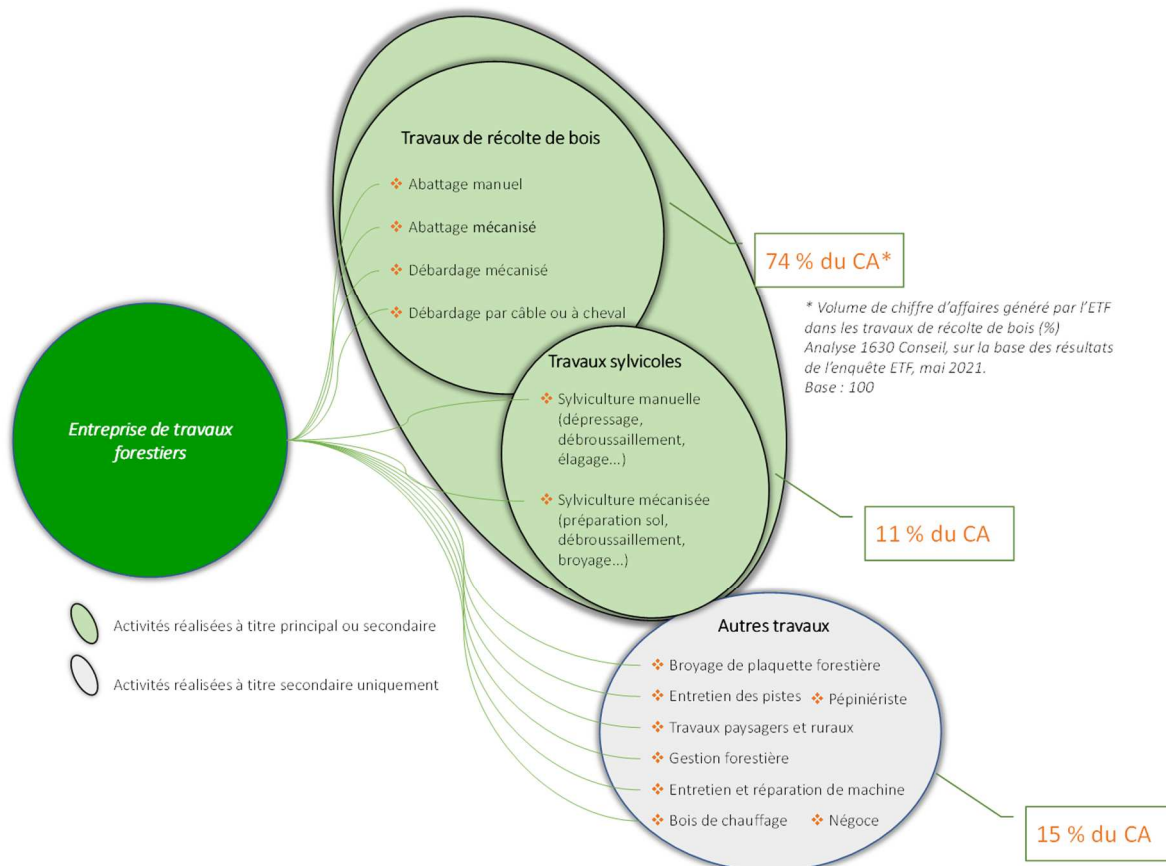 Travaux de récolte de bois
❖ Abattage manuel
❖ Abattage mécanisé
❖ Débardage mécanisé
❖ Débardage par câble ou à cheval
74 % du CA*
* Volume de chiffre d’affaires généré par l’ETF
dans les travaux de récolte de bois (%)
Analyse 1630 Conseil, sur la base des résultats
de l’enquête ETF, mai 2021.
Base : 100
Travaux sylvicoles
❖ Sylviculture manuelle
(dépressage,
débroussaillement,
élagage...)
❖ Sylviculture mécanisée
(préparation sol,
débroussaillement,
broyage...)
11 % du CA
Entreprise de travaux
forestiers
Activités réalisées à titre principal ou secondaire
Activités réalisées à titre secondaire uniquement
Autres travaux
❖ Broyage de plaquette forestière
❖ Entretien des pistes ❖ Pépiniériste
❖ Travaux paysagers et ruraux
❖ Gestion forestière
❖ Entretien et réparation de machine
❖ Bois de chauffage ❖ Négoce
15 % du CA